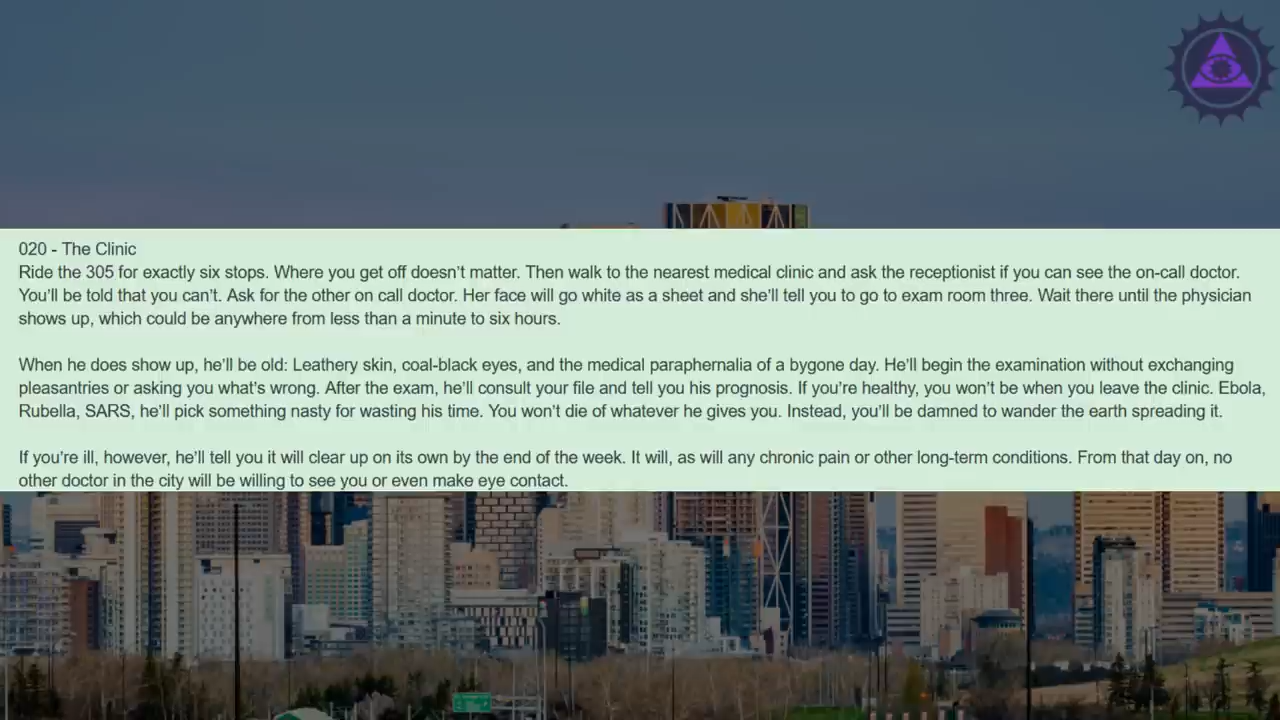 020 - The Clinic
Ride the 305 for exactly six stops. Where you get off doesn't matter. Then walk to the nearest medical clinic and ask the receptionist if you can see the on-call doctor.
You'll be told that you can't. Ask for the other on call doctor. Her face will go white as a sheet and she'll tell you to go to exam room three. Wait there until the physician
shows up, which could be anywhere from less than a minute to six hours.
When he does show up, he'll be old: Leathery skin, coal-black eyes, and the medical paraphernalia of a bygone day. He'll begin the examination without exchanging
pleasantries or asking you what's wrong. After the exam, he'll consult your file and tell you his prognosis. If you're healthy, you won't be when you leave the clinic. Ebola,
Rubella, SARS, he'll pick something nasty for wasting his time. You won't die of whatever he gives you. Instead, you'll be damned to wander the earth spreading it.
If you're ill, however, he'll tell you it will clear up on its own by the end of the week. It will, as will any chronic pain or other long-term conditions. From that day on, no
other doctor in the city will be willing to see you or even make eye contact.